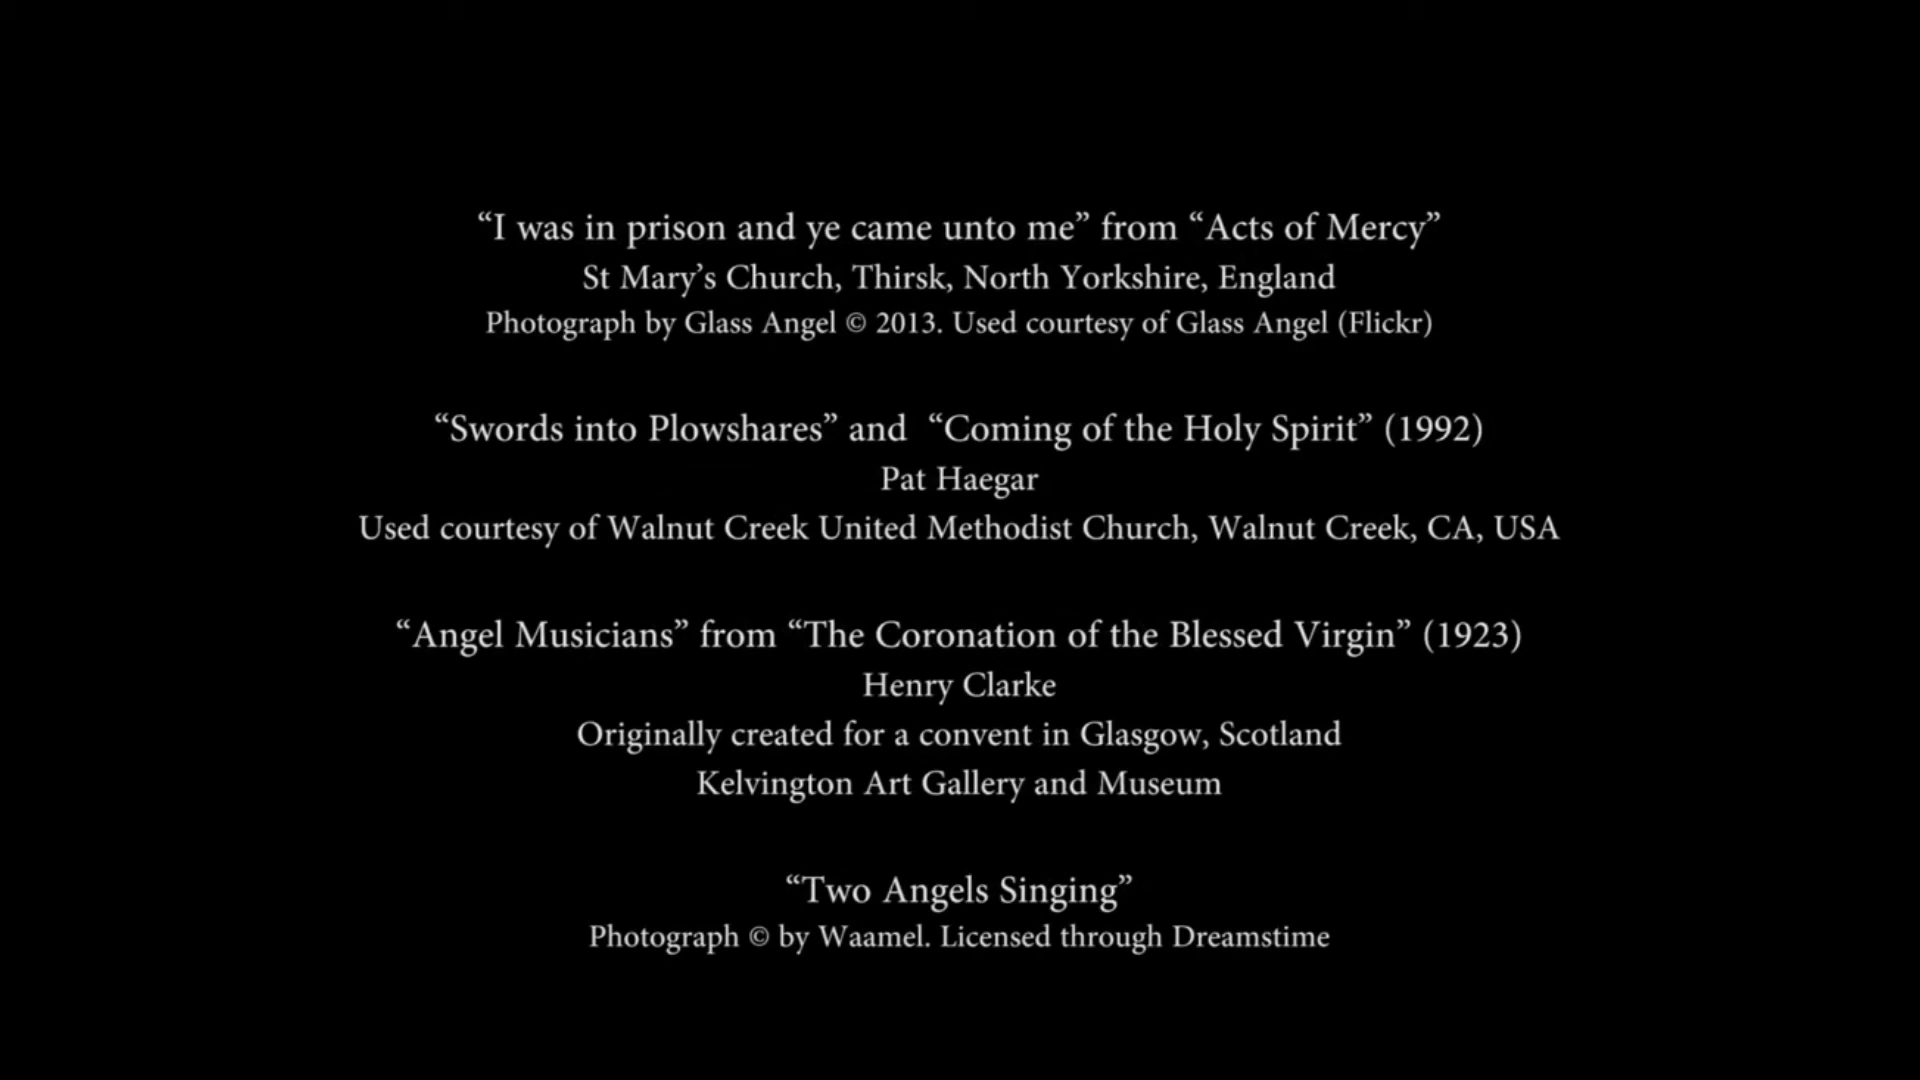 “I was in prison and ye came unto me” from “Acts of Mercy”
St Mary’s Church, Thirsk, North Yorkshire, England
Photograph by Glass Angel © 2013. Used courtesy of Glass Angel (Flickr)
“Swords into Plowshares” and “Coming of the Holy Spirit” (1992)
Pat Haegar
Used courtesy of Walnut Creek United Methodist Church, Walnut Creek, CA, USA
“Angel Musicians” from “The Coronation of the Blessed Virgin” (1923)
Henry Clarke
Originally created for a convent in Glasgow, Scotland
Kelvington Art Gallery and Museum
“Two Angels Singing”
Photograph © by Waamel. Licensed through Dreamstime